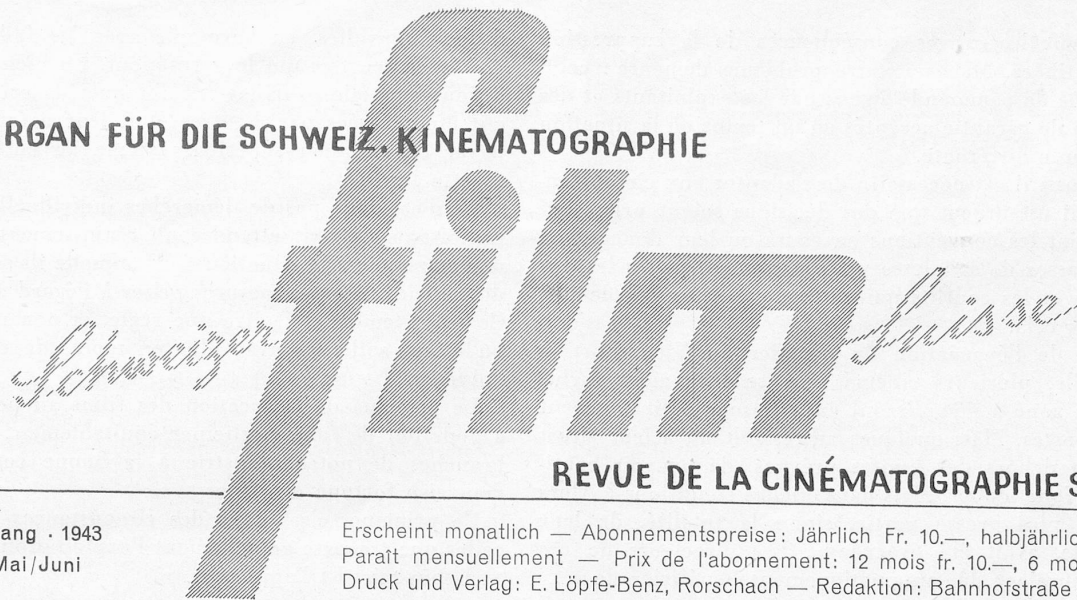 RGAN FÜR DIE SCHWEIZ. KINEMATOGRAPHIE
Schweizer film Suisse
REVUE DE LA CINÉMATOGRAPHIE S
ang · 1943
Mai/Juni
Erscheint monatlich — Abonnementspreise: Jährlich Fr. 10.—, halbjährlic
Paraît mensuellement — Prix de l'abonnement: 12 mois fr. 10.—, 6 mo
Druck und Verlag: E. Löpfe-Benz, Rorschach — Redaktion: Bahnhofstraße